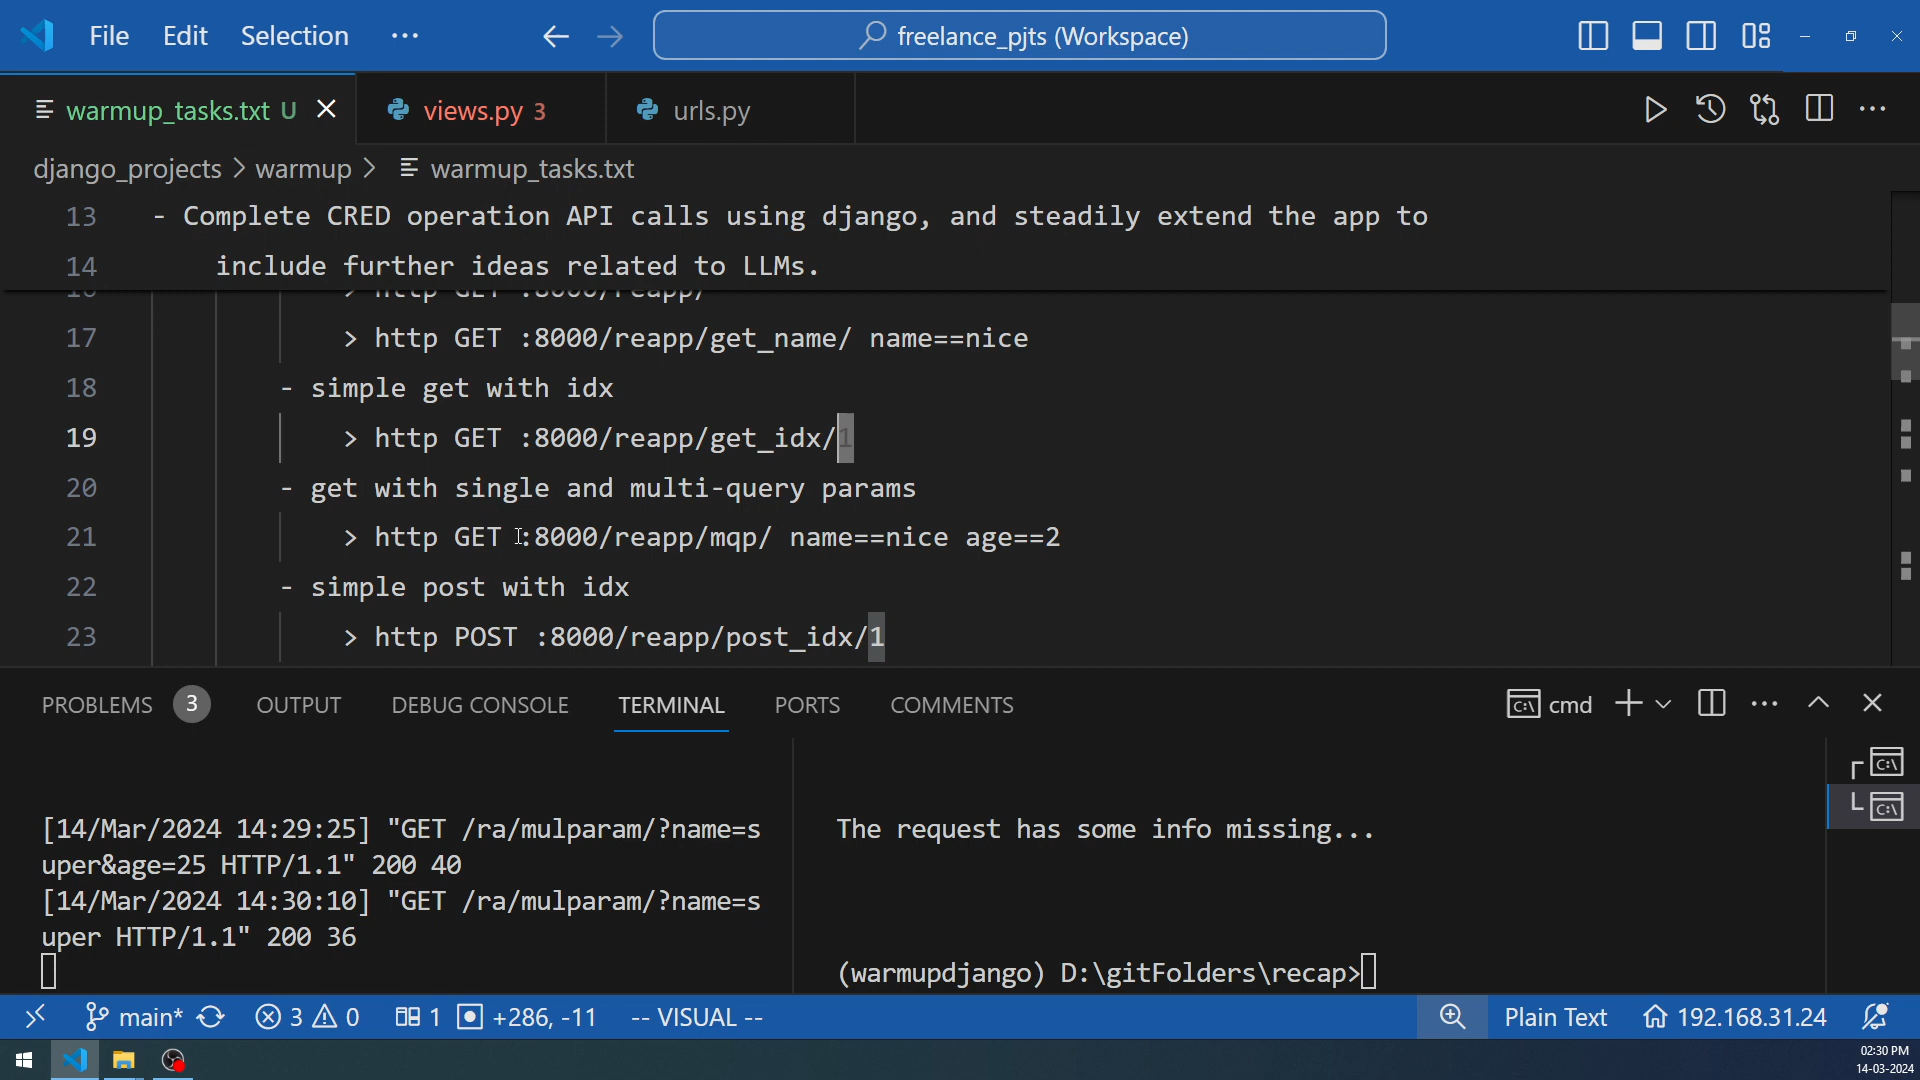 File Edit Selection ··· freelance_pjts (Workspace)
warmup_tasks.txt U views.py 3 urls.py
django_projects > warmup > warmup_tasks.txt
13 - Complete CRED operation API calls using django, and steadily extend the app to
14 include further ideas related to LLMs.
16 > http GET :8000/reapp/
17 > http GET :8000/reapp/get_name/ name==nice
18 - simple get with idx
19 > http GET :8000/reapp/get_idx/1
20 - get with single and multi-query params
21 > http GET :8000/reapp/mqp/ name==nice age==2
22 - simple post with idx
23 > http POST :8000/reapp/post_idx/1
PROBLEMS 3 OUTPUT DEBUG CONSOLE TERMINAL PORTS COMMENTS cmd
[14/Mar/2024 14:29:25] "GET /ra/mulparam/?name=s
uper&age=25 HTTP/1.1" 200 40
[14/Mar/2024 14:30:10] "GET /ra/mulparam/?name=s
uper HTTP/1.1" 200 36
The request has some info missing...
(warmupdjango) D:\gitFolders\recap>
main* 3 0 1 +286, -11 -- VISUAL -- Plain Text 192.168.31.24
02:30 PM
14-03-2024